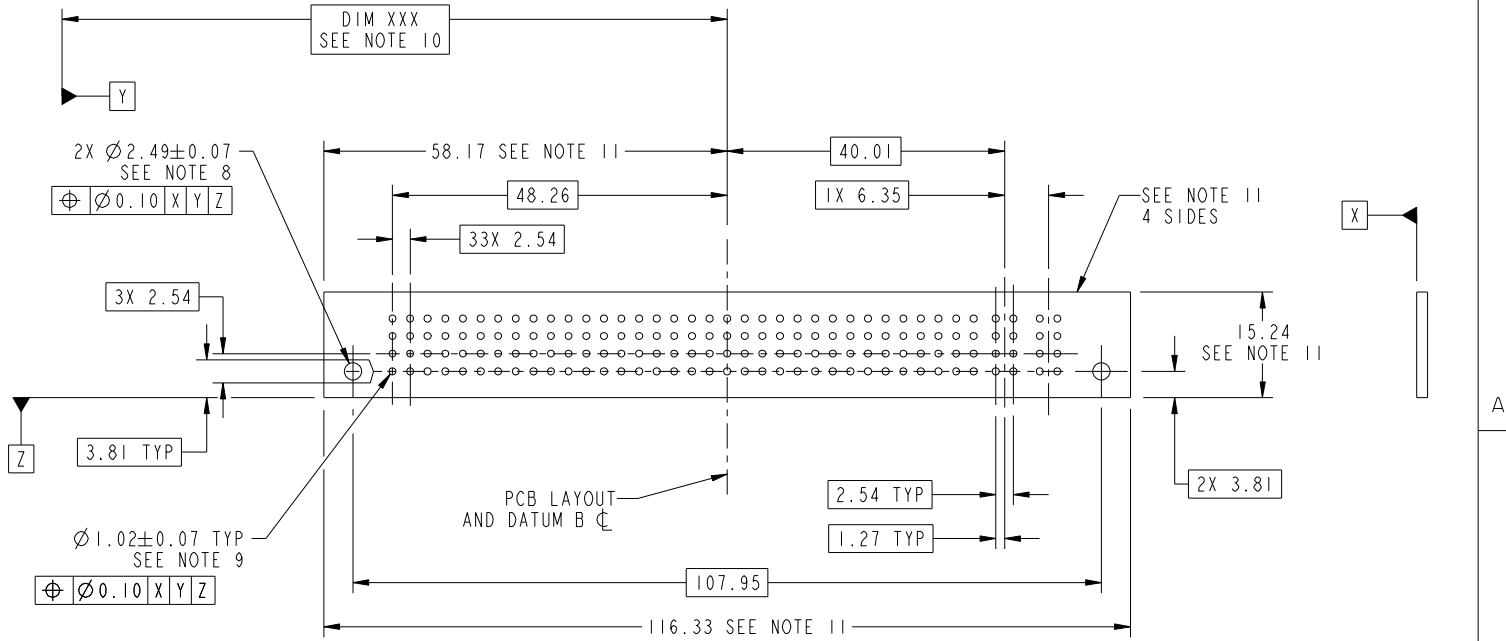 DIM XXX
SEE NOTE 10
Y
2X Ø2.49±0.07
SEE NOTE 8
⌖ Ø0.10 X Y Z
58.17 SEE NOTE 11
40.01
48.26
1X 6.35
SEE NOTE 11
4 SIDES
X
33X 2.54
3X 2.54
15.24
SEE NOTE 11
A
Z
3.81 TYP
2X 3.81
PCB LAYOUT
AND DATUM B ℄
2.54 TYP
1.27 TYP
Ø1.02±0.07 TYP
SEE NOTE 9
⌖ Ø0.10 X Y Z
107.95
116.33 SEE NOTE 11